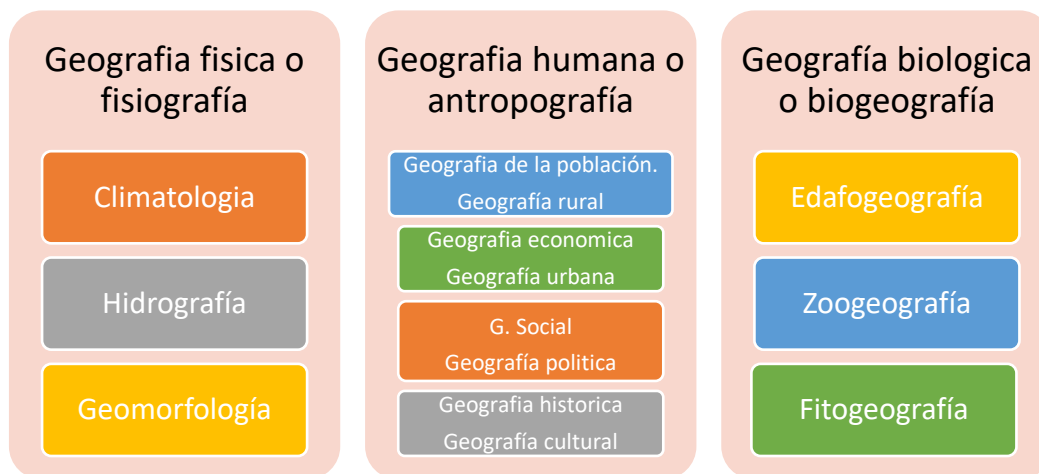 Geografia fisica o
fisiografía
Climatologia
Hidrografía
Geomorfología
Geografia humana o
antropografía
Geografia de la población.
Geografía rural
Geografia economica
Geografía urbana
G. Social
Geografía politica
Geografia historica
Geografía cultural
Geografía biologica
o biogeografía
Edafogeografía
Zoogeografía
Fitogeografía